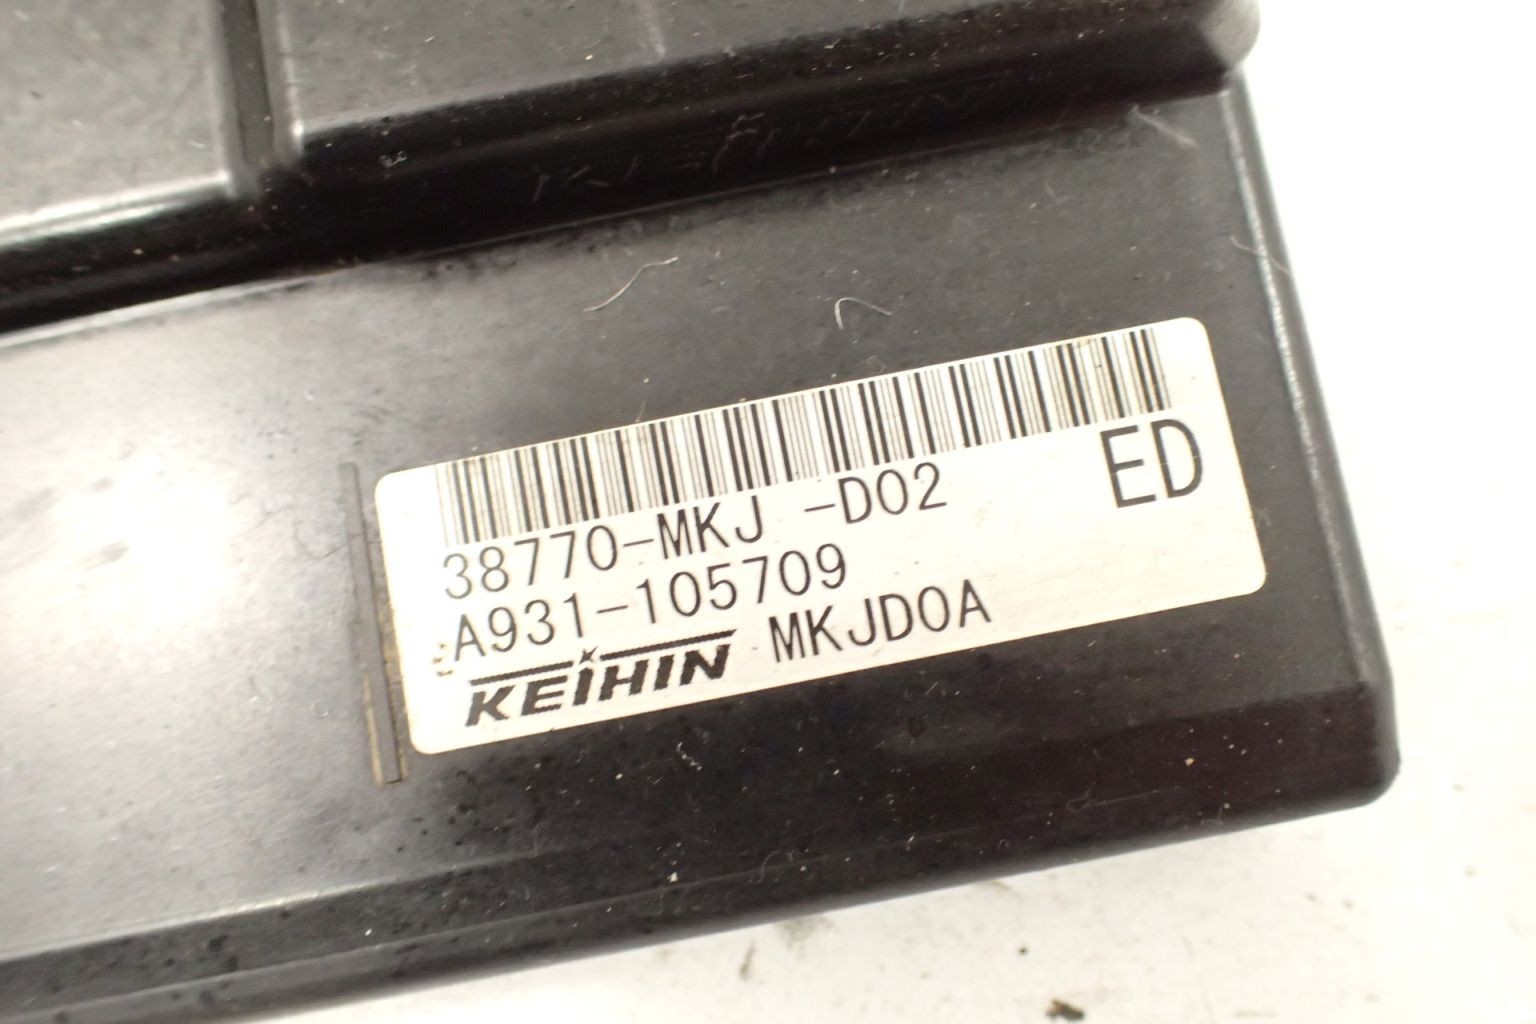 38770-MKJ -D02
ED
A931-105709
KEIHIN MKJD0A